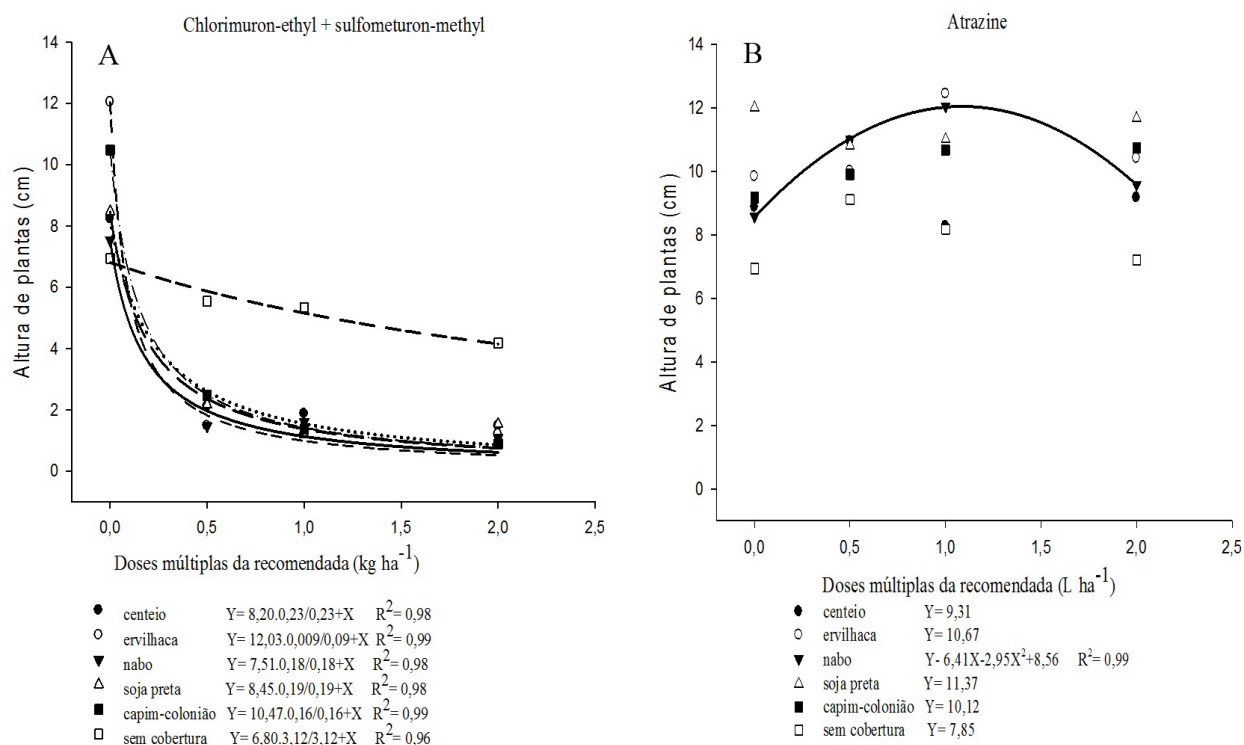 Chlorimuron-ethyl + sulfometuron-methyl
A
Altura de plantas (cm)
14
12
10
8
6
4
2
0
0,0 0,5 1,0 1,5 2,0 2,5
Doses múltiplas da recomendada (kg ha⁻¹)
centeio Y= 8,20.0,23/0,23+X R²= 0,98
ervilhaca Y= 12,03.0,009/0,09+X R²= 0,99
nabo Y= 7,51.0,18/0,18+X R²= 0,98
soja preta Y= 8,45.0,19/0,19+X R²= 0,98
capim-colonião Y= 10,47.0,16/0,16+X R²= 0,99
sem cobertura Y= 6,80.3,12/3,12+X R²= 0,96
Atrazine
B
Altura de plantas (cm)
14
12
10
8
6
4
2
0
0,0 0,5 1,0 1,5 2,0 2,5
Doses múltiplas da recomendada (L ha⁻¹)
centeio Y= 9,31
ervilhaca Y= 10,67
nabo Y- 6,41X-2,95X²+8,56 R²= 0,99
soja preta Y= 11,37
capim-colonião Y= 10,12
sem cobertura Y= 7,85